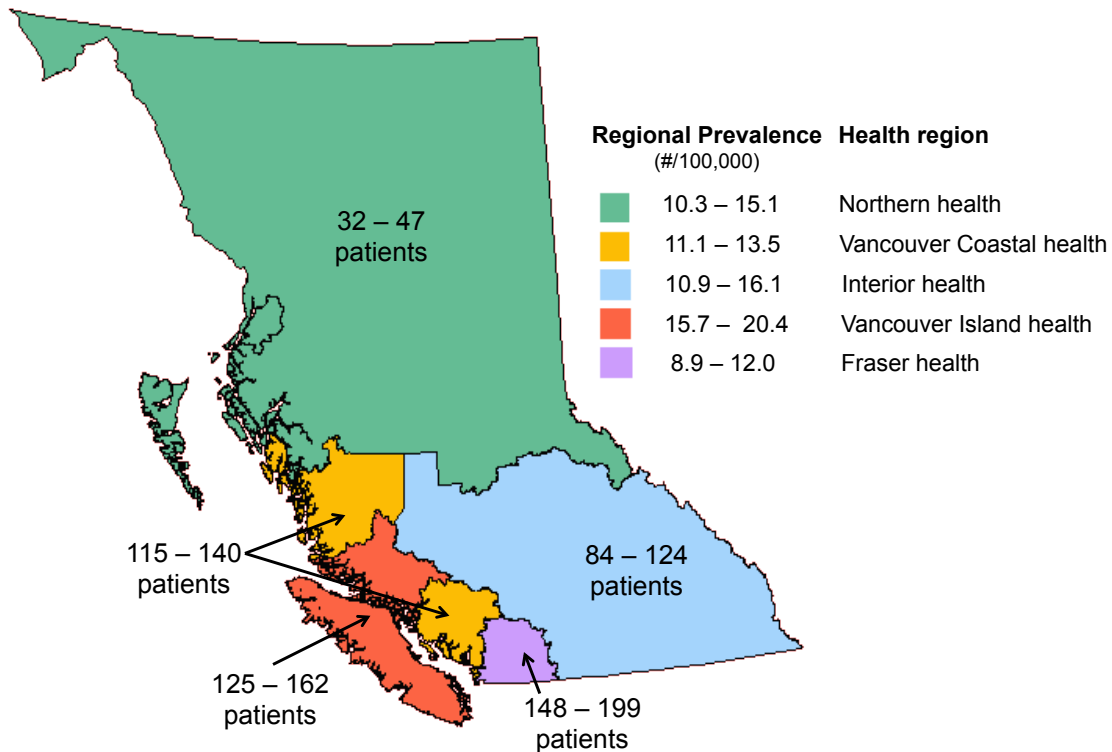 Regional Prevalence Health region
(#/100,000)
10.3 – 15.1 Northern health
11.1 – 13.5 Vancouver Coastal health
10.9 – 16.1 Interior health
15.7 – 20.4 Vancouver Island health
8.9 – 12.0 Fraser health
32 – 47
patients
115 – 140
patients
84 – 124
patients
125 – 162
patients
148 – 199
patients